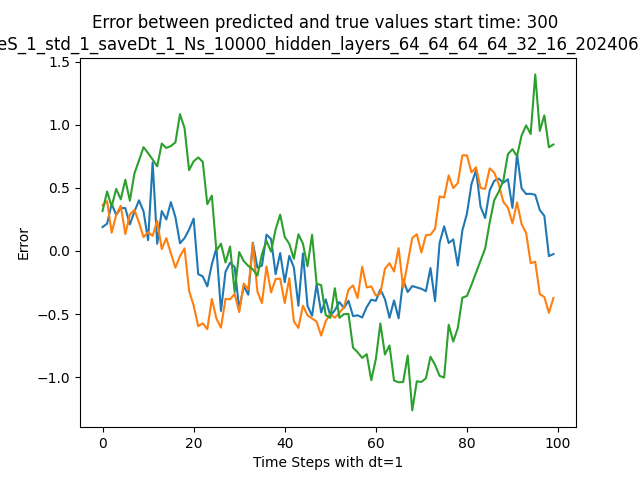 Error between predicted and true values start time: 300
eS_1_std_1_saveDt_1_Ns_10000_hidden_layers_64_64_64_64_32_16_202406
1.5
1.0
0.5
0.0
−0.5
−1.0
Error
0 20 40 60 80 100
Time Steps with dt=1